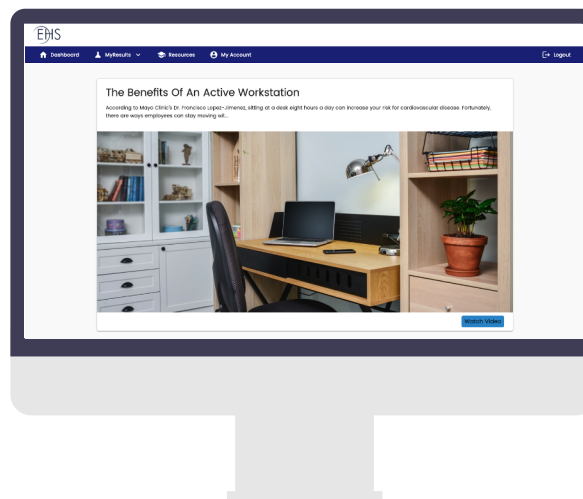 EHS
Dashboard MyResults Resources My Account Logout
The Benefits Of An Active Workstation
According to Mayo Clinic's Dr. Francisco Lopez-Jimenez, sitting at a desk eight hours a day can increase your risk for cardiovascular disease. Fortunately,
there are ways employees can stay moving wit...
Watch Video